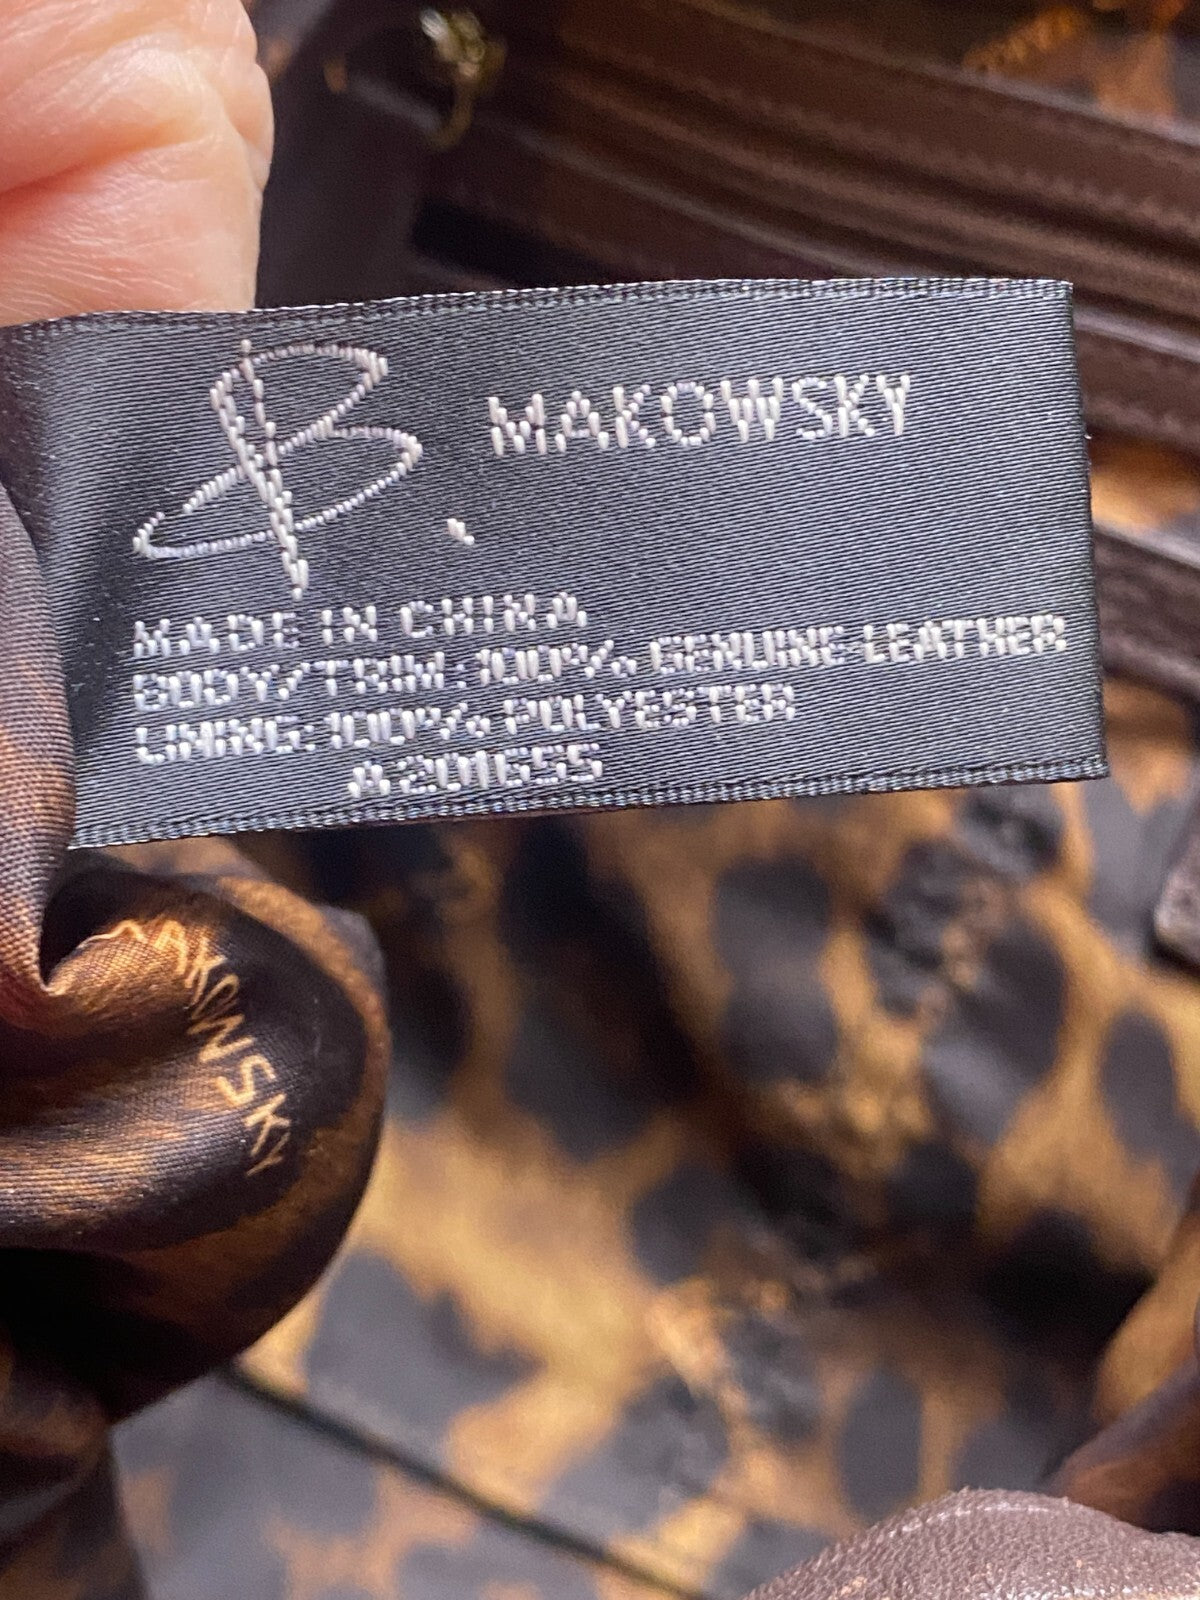 B. MAKOWSKY
MADE IN CHINA
BODY/TRIM:100% GENUINE LEATHER
LINING:100% POLYESTER
A201655
MAKOWSKY